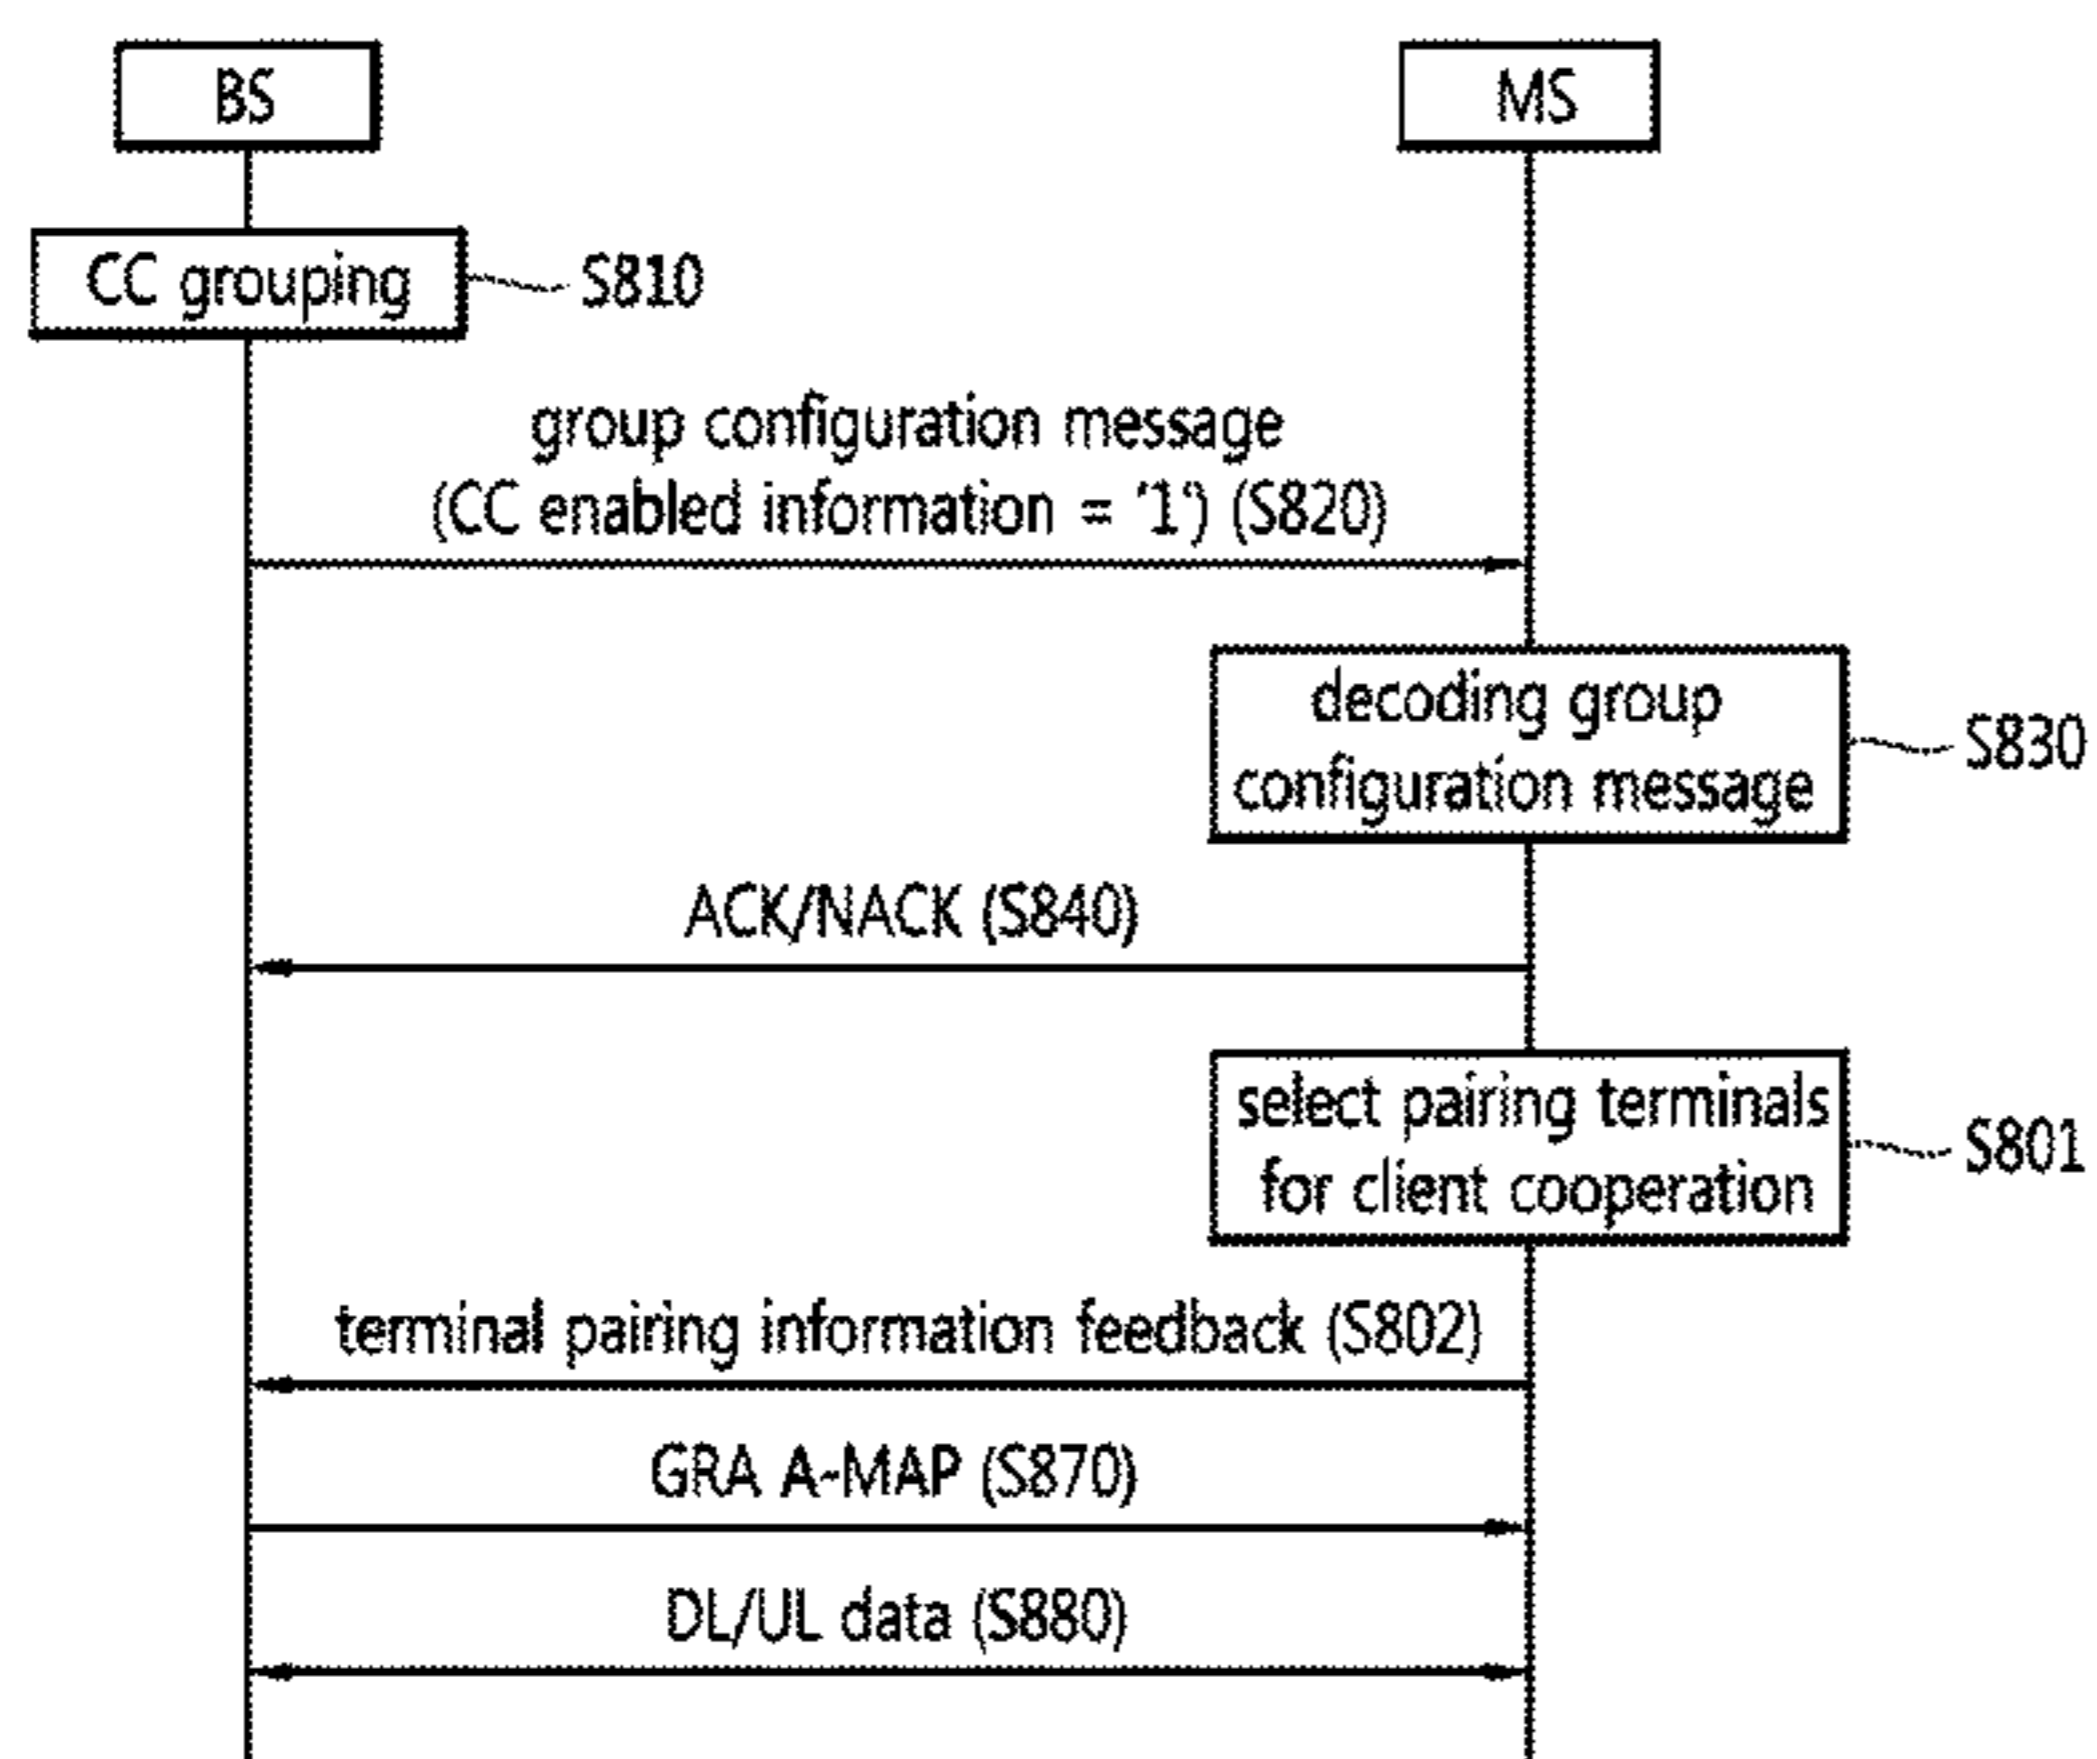 BS
MS
CC grouping
S810
group configuration message
(CC enabled information = '1') (S820)
decoding group
configuration message
S830
ACK/NACK (S840)
select pairing terminals
for client cooperation
S801
terminal pairing information feedback (S802)
GRA A-MAP (S870)
DL/UL data (S880)